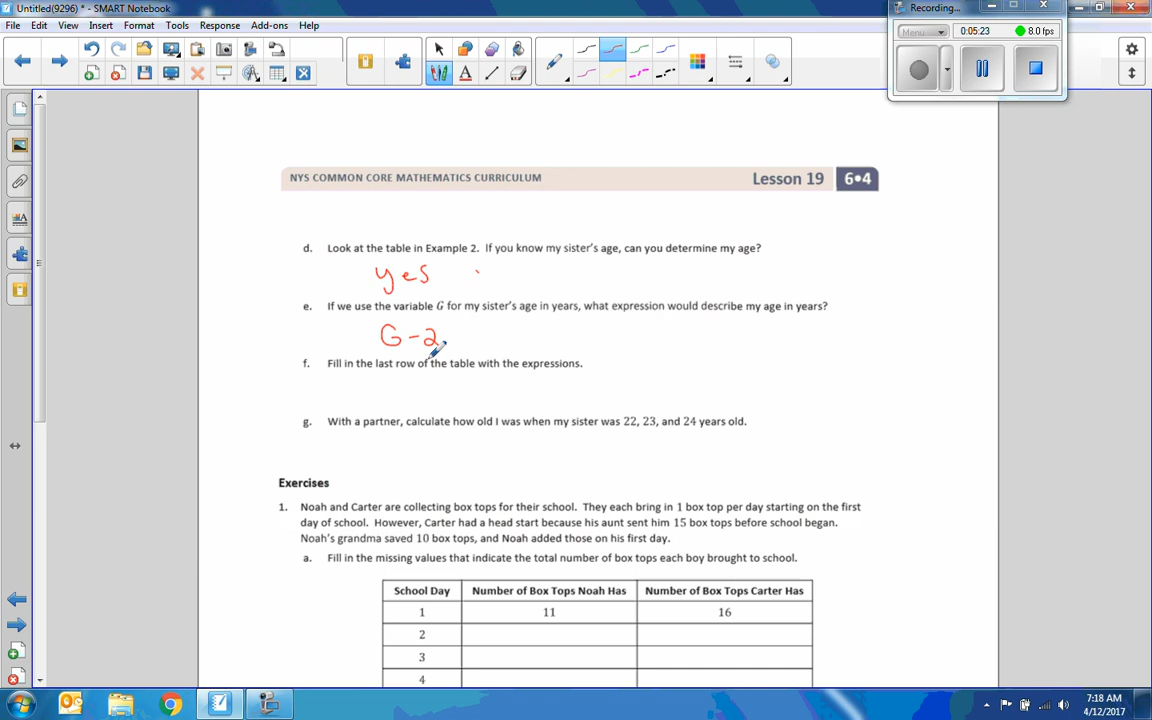 Untitled(9296) * - SMART Notebook
Recording...
File Edit View Insert Format Tools Response Add-ons Help
Menu 0:05:23 8.0 fps
NYS COMMON CORE MATHEMATICS CURRICULUM Lesson 19 6•4
d. Look at the table in Example 2. If you know my sister's age, can you determine my age?
yes
e. If we use the variable G for my sister's age in years, what expression would describe my age in years?
G-2
f. Fill in the last row of the table with the expressions.
g. With a partner, calculate how old I was when my sister was 22, 23, and 24 years old.
Exercises
1. Noah and Carter are collecting box tops for their school. They each bring in 1 box top per day starting on the first
day of school. However, Carter had a head start because his aunt sent him 15 box tops before school began.
Noah's grandma saved 10 box tops, and Noah added those on his first day.
a. Fill in the missing values that indicate the total number of box tops each boy brought to school.
School Day Number of Box Tops Noah Has Number of Box Tops Carter Has
1 11 16
2
3
4
7:18 AM
4/12/2017